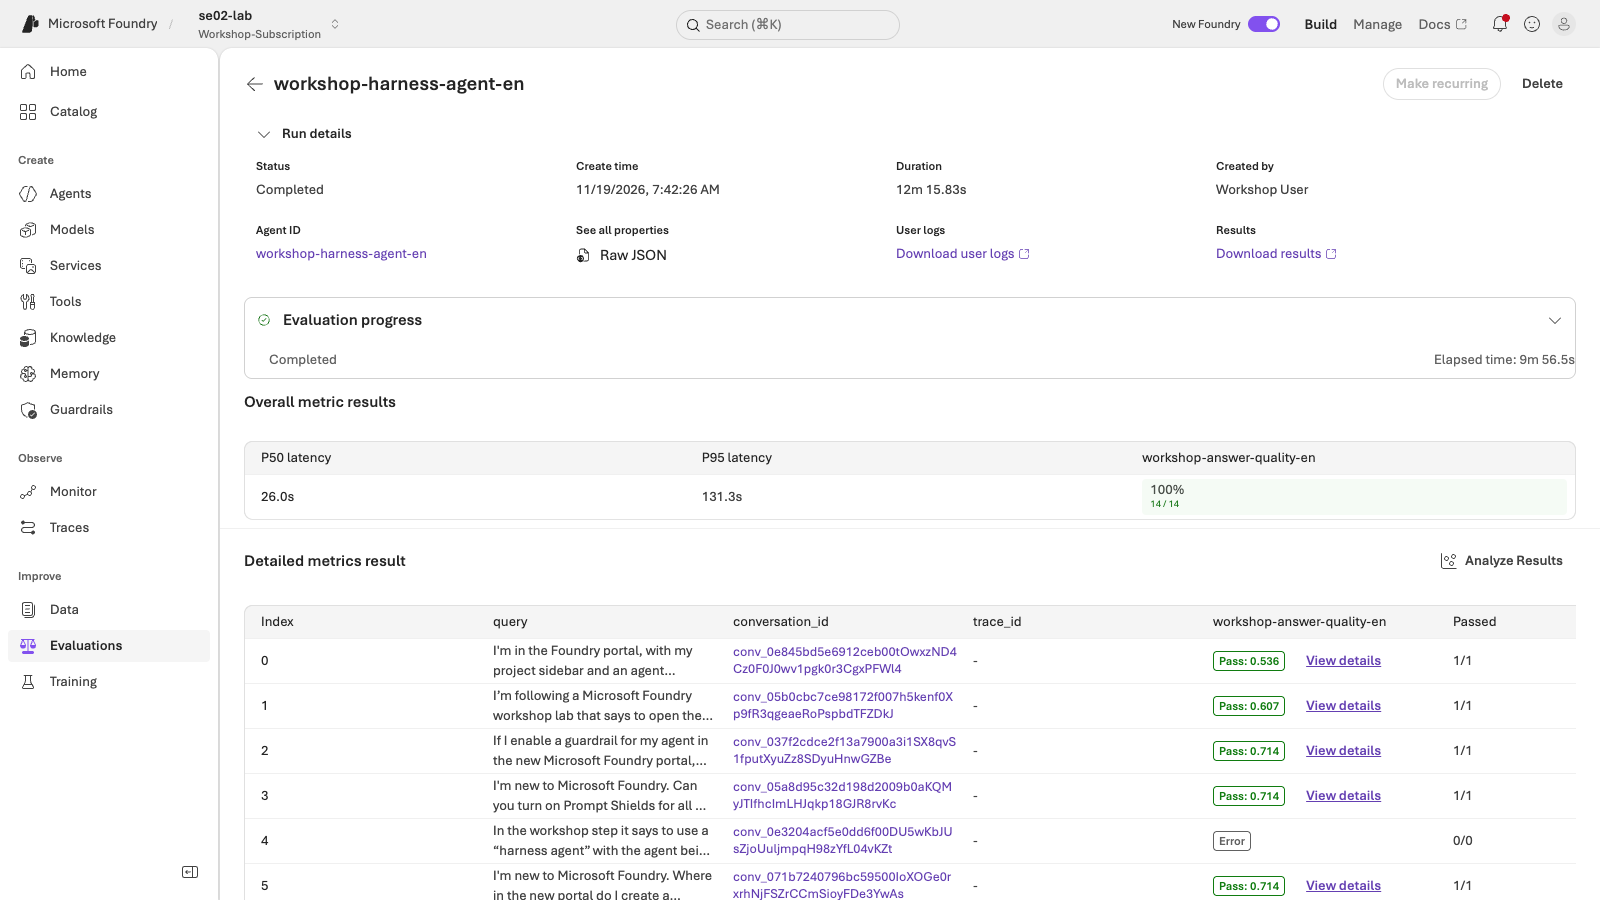 Microsoft Foundry
/
se02-lab
Workshop-Subscription
Search (⌘K)
New Foundry
Build
Manage
Docs
Home
Catalog
Create
Agents
Models
Services
Tools
Knowledge
Memory
Guardrails
Observe
Monitor
Traces
Improve
Data
Evaluations
Training
workshop-harness-agent-en
Make recurring
Delete
Run details
Status
Completed
Create time
11/19/2026, 7:42:26 AM
Duration
12m 15.83s
Created by
Workshop User
Agent ID
workshop-harness-agent-en
See all properties
Raw JSON
User logs
Download user logs
Results
Download results
Evaluation progress
Completed
Elapsed time: 9m 56.5s
Overall metric results
P50 latency
P95 latency
workshop-answer-quality-en
26.0s
131.3s
100%
14 / 14
Detailed metrics result
Analyze Results
Index
query
conversation_id
trace_id
workshop-answer-quality-en
Passed
0
I'm in the Foundry portal, with my
project sidebar and an agent...
conv_0e845bd5e6912ceb00tOwxzND4
Cz0F0J0wv1pgk0r3CgxPFWl4
-
Pass: 0.536
View details
1/1
1
I’m following a Microsoft Foundry
workshop lab that says to open the...
conv_05b0cbc7ce98172f007h5kenf0X
p9fR3qgeaeRoPspbdTFZDkJ
-
Pass: 0.607
View details
1/1
2
If I enable a guardrail for my agent in
the new Microsoft Foundry portal,...
conv_037f2cdce2f13a7900a3i1SX8qvS
1fputXyuZz8SDyuHnwGZBe
-
Pass: 0.714
View details
1/1
3
I'm new to Microsoft Foundry. Can
you turn on Prompt Shields for all ...
conv_05a8d95c32d198d2009b0aKQM
yJTlfhclmLHJqkp18GJR8rvKc
-
Pass: 0.714
View details
1/1
4
In the workshop step it says to use a
“harness agent” with the agent bei...
conv_0e3204acf5e0dd6f00DU5wKbJU
sZjoUuljmpqH98zYfL04vKZt
-
Error
0/0
5
I'm new to Microsoft Foundry. Where
in the new portal do I create a...
conv_071b7240796bc59500IoXOGe0r
xrhNjFSZrCCmSioyFDe3YwAs
-
Pass: 0.714
View details
1/1